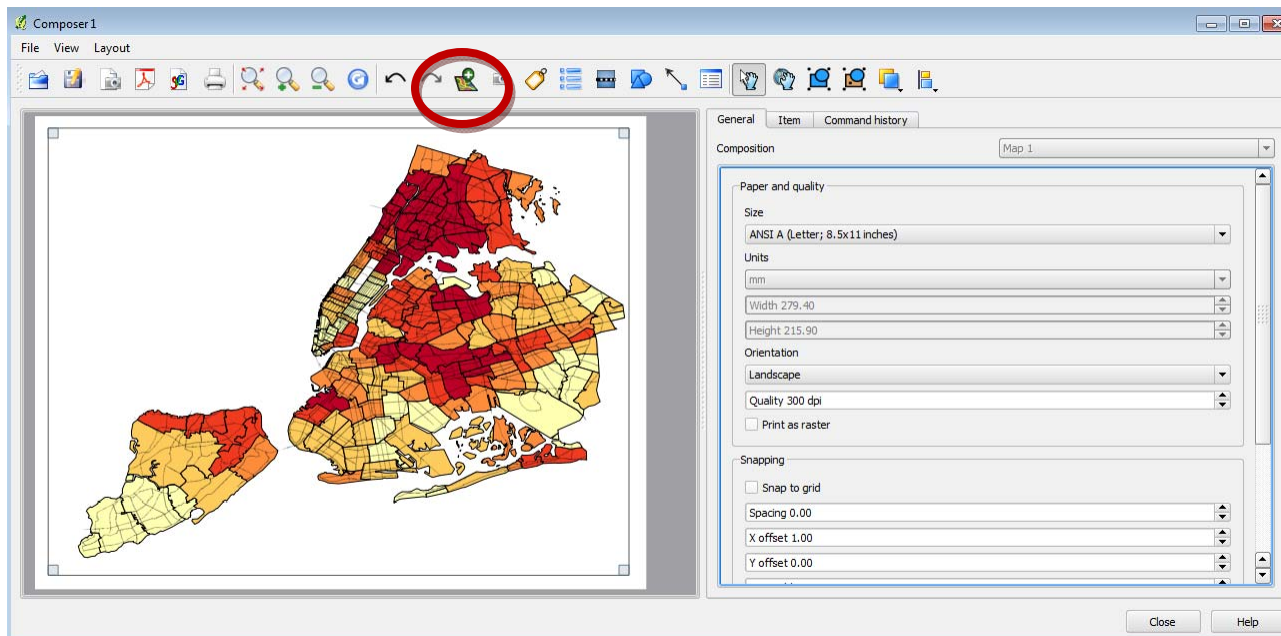 Composer 1
File View Layout
General Item Command history
Composition Map 1
Paper and quality
Size
ANSI A (Letter; 8.5x11 inches)
Units
mm
Width 279.40
Height 215.90
Orientation
Landscape
Quality 300 dpi
Print as raster
Snapping
Snap to grid
Spacing 0.00
X offset 1.00
Y offset 0.00
Close Help